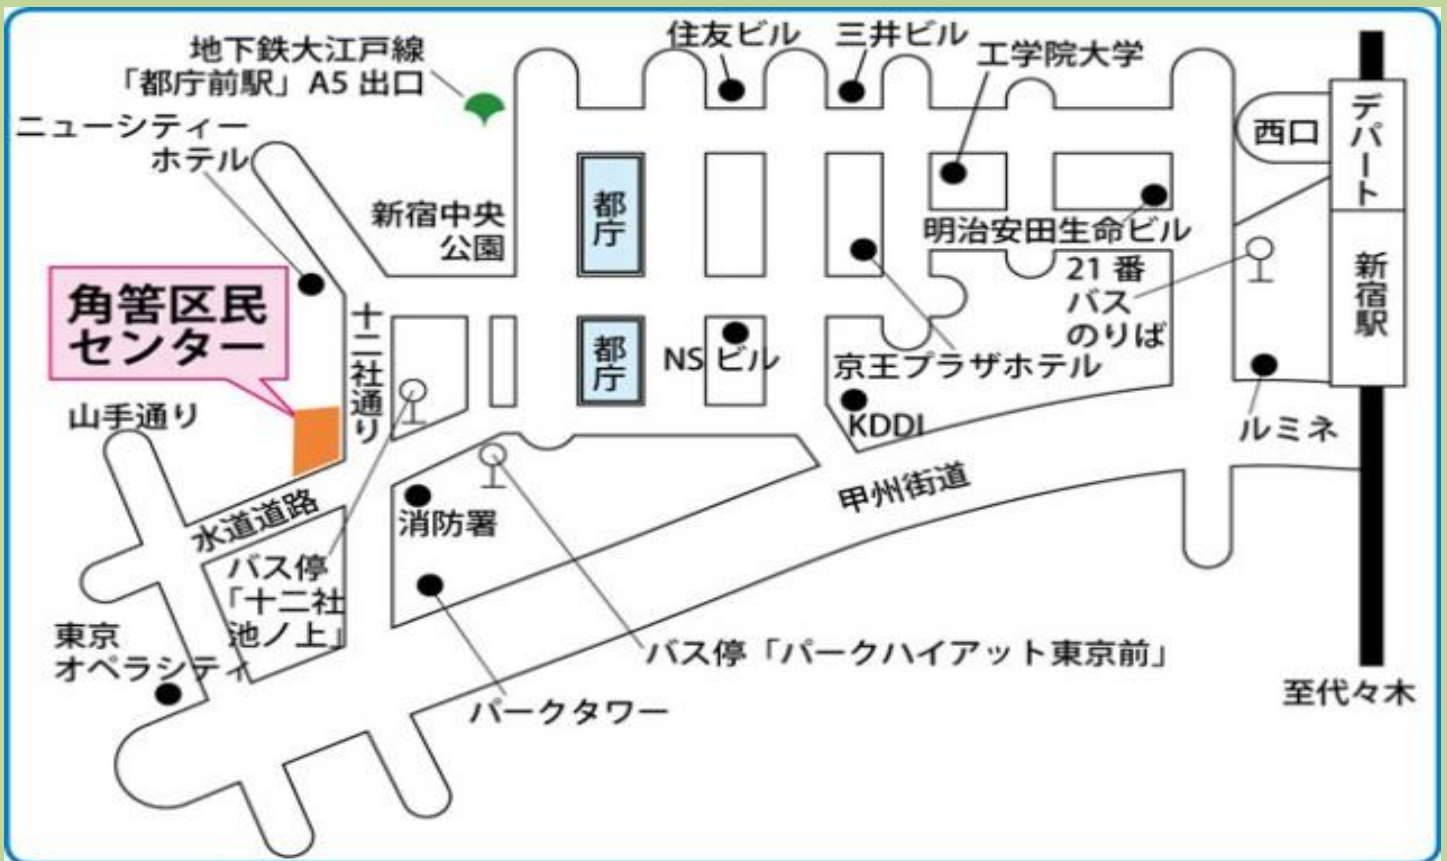 地下鉄大江戸線
「都庁前駅」A5 出口
住友ビル
三井ビル
工学院大学
ニューシティー
ホテル
西口
デパート
新宿中央
公園
都庁
明治安田生命ビル
21 番
バス
のりば
新宿駅
角筈区民
センター
十二社通り
都庁
NS ビル
京王プラザホテル
山手通り
KDDI
ルミネ
甲州街道
水道道路
消防署
バス停
「十二社
池ノ上」
東京
オペラシティ
バス停「パークハイアット東京前」
パークタワー
至代々木